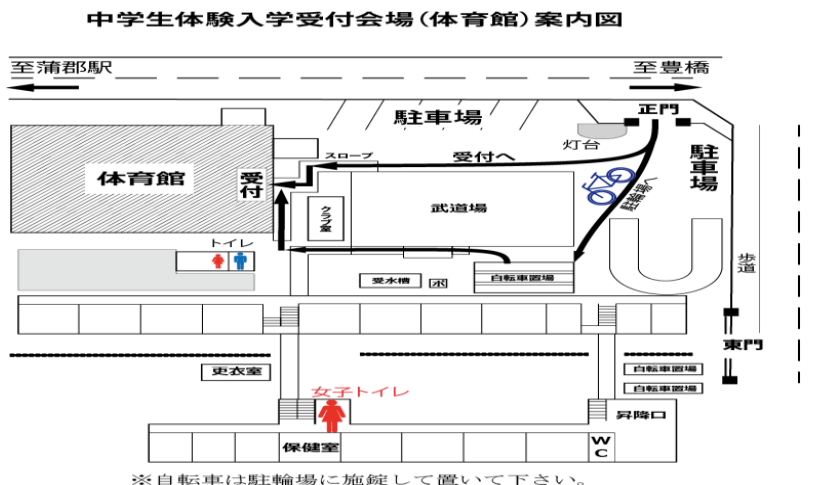 中学生体験入学受付会場(体育館)案内図
至蒲郡駅
至豊橋
正門
駐車場
灯台
駐車場
スロープ
受付へ
体育館
受付
クラブ室
武道場
駐輪場へ
トイレ
歩道
受水槽
ポ
自転車置場
東門
更衣室
自転車置場
自転車置場
女子トイレ
昇降口
保健室
WC
※自転車は駐輪場に施錠して置いて下さい。